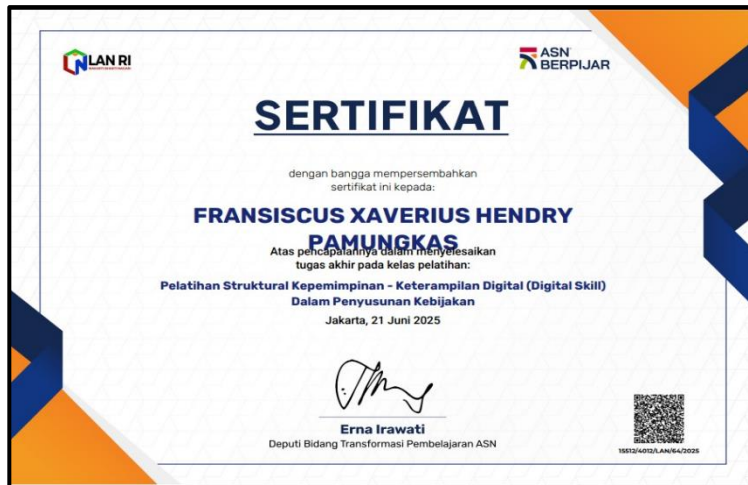 LAN RI
ASN
BERPIJAR
SERTIFIKAT
dengan bangga mempersembahkan
sertifikat ini kepada:
FRANSISCUS XAVERIUS HENDRY
PAMUNGKAS
Atas pencapaiannya dalam menyelesaikan
tugas akhir pada kelas pelatihan:
Pelatihan Struktural Kepemimpinan - Keterampilan Digital (Digital Skill)
Dalam Penyusunan Kebijakan
Jakarta, 21 Juni 2025
Erna Irawati
Deputi Bidang Transformasi Pembelajaran ASN
15512/4012/LAN/64/2025